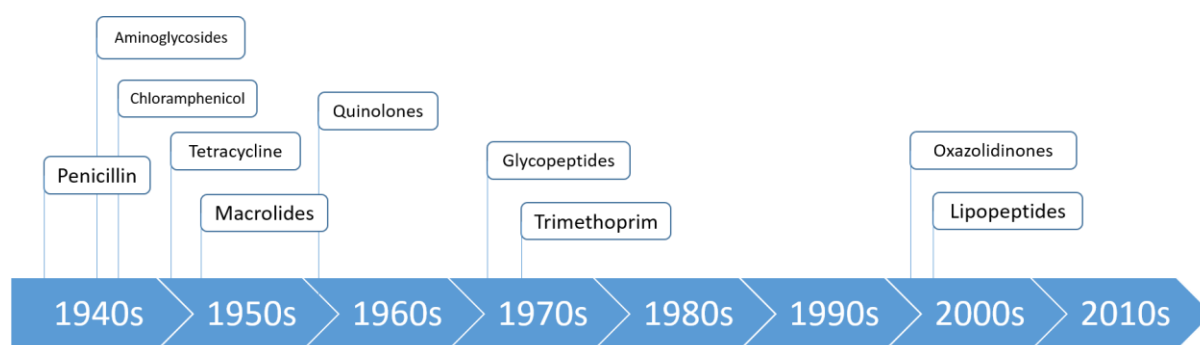 Aminoglycosides
Chloramphenicol
Quinolones
Tetracycline
Glycopeptides
Oxazolidinones
Penicillin
Macrolides
Trimethoprim
Lipopeptides
1940s
1950s
1960s
1970s
1980s
1990s
2000s
2010s